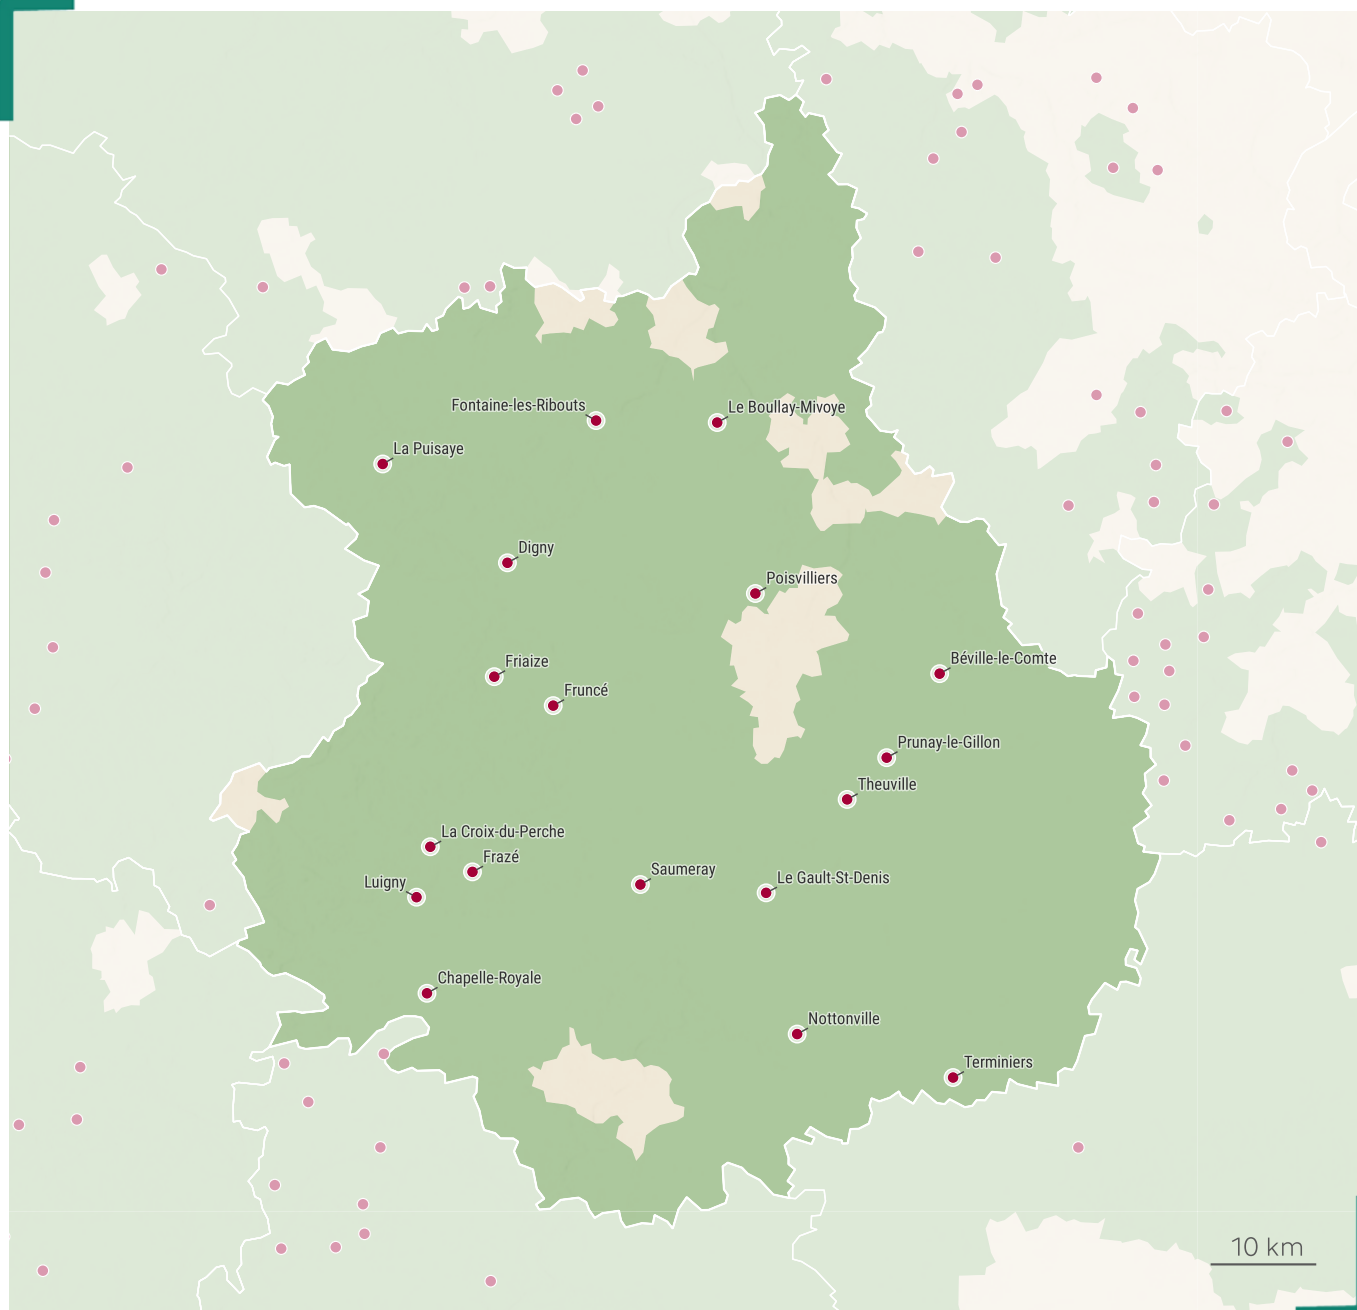 Fontaine-les-Ribouts
Le Boullay-Mivoye
La Puisaye
Digny
Poisvilliers
Friaize
Béville-le-Comte
Fruncé
Prunay-le-Gillon
Theuville
La Croix-du-Perche
Frazé
Saumeray
Le Gault-St-Denis
Luigny
Chapelle-Royale
Nottonville
Terminiers
10 km